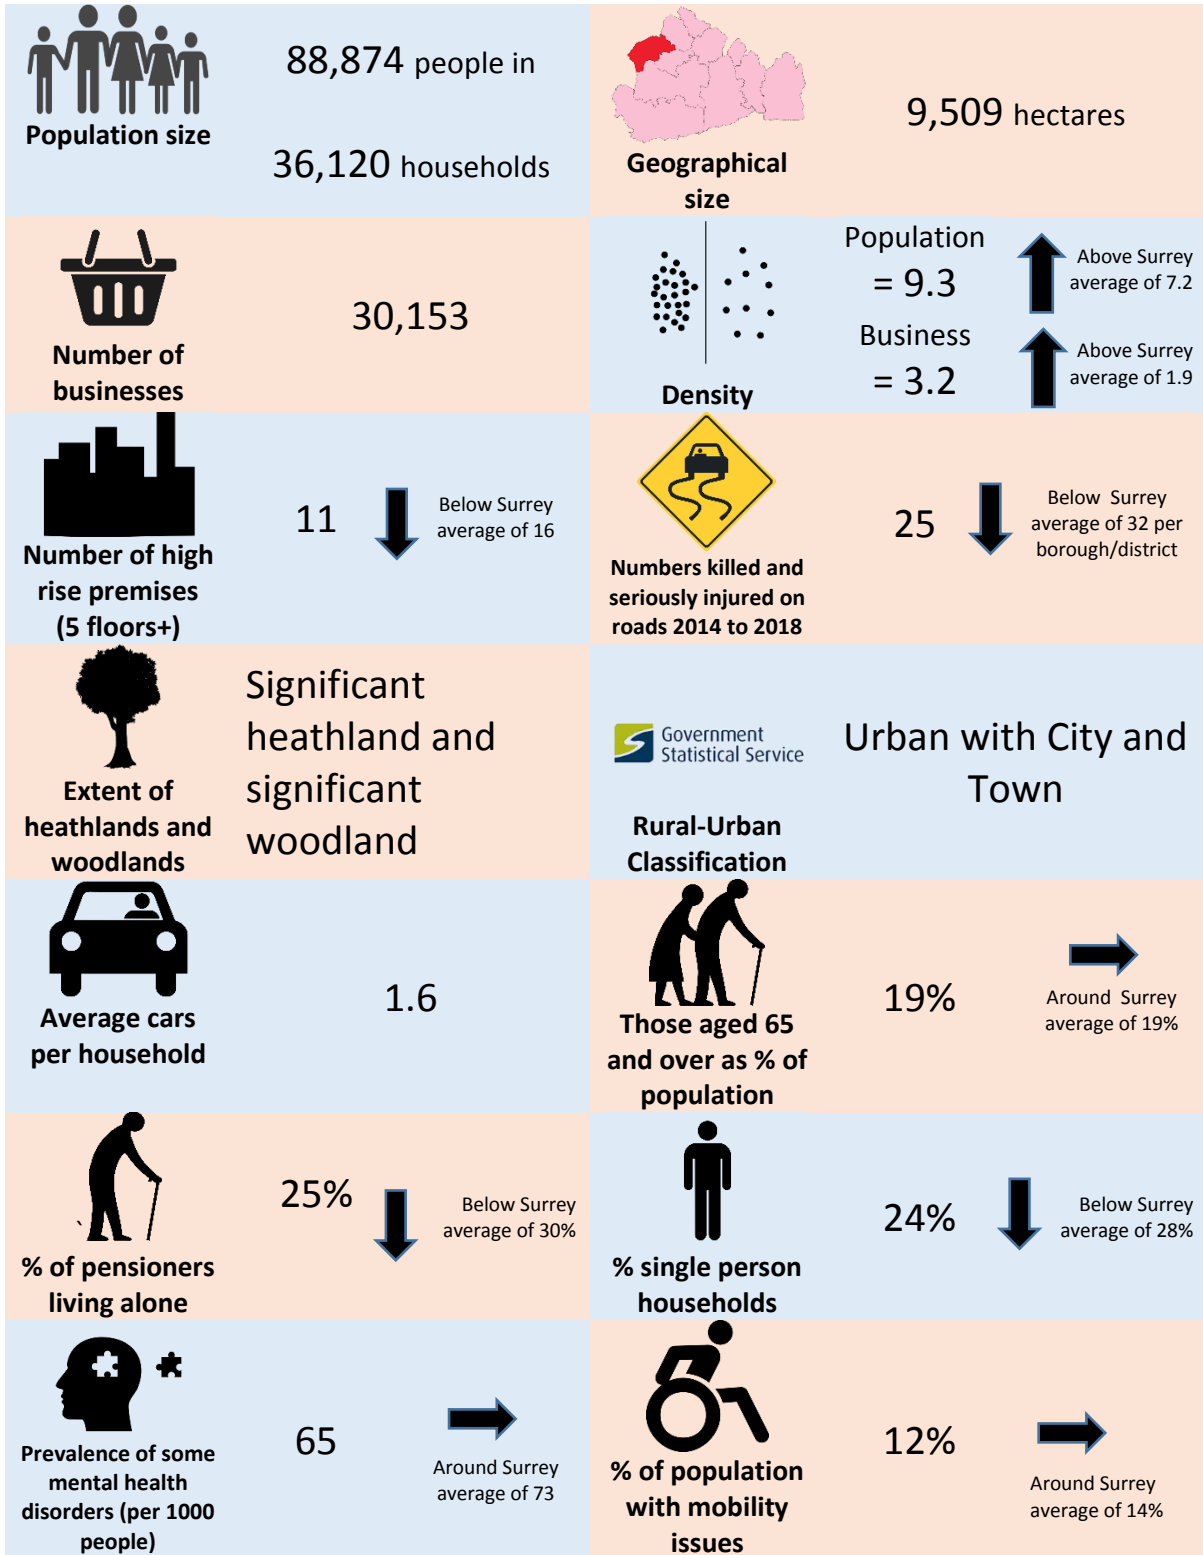 88,874 people in
36,120 households
Population size
9,509 hectares
Geographical
size
30,153
Number of
businesses
Population
= 9.3
Above Surrey
average of 7.2
Business
= 3.2
Above Surrey
average of 1.9
Density
11
Below Surrey
average of 16
Number of high
rise premises
(5 floors+)
25
Below Surrey
average of 32 per
borough/district
Numbers killed and
seriously injured on
roads 2014 to 2018
Significant
heathland and
significant
woodland
Extent of
heathlands and
woodlands
Government
Statistical Service
Urban with City and
Town
Rural-Urban
Classification
1.6
Average cars
per household
19%
Around Surrey
average of 19%
Those aged 65
and over as % of
population
25%
Below Surrey
average of 30%
% of pensioners
living alone
24%
Below Surrey
average of 28%
% single person
households
65
Around Surrey
average of 73
Prevalence of some
mental health
disorders (per 1000
people)
12%
Around Surrey
average of 14%
% of population
with mobility
issues